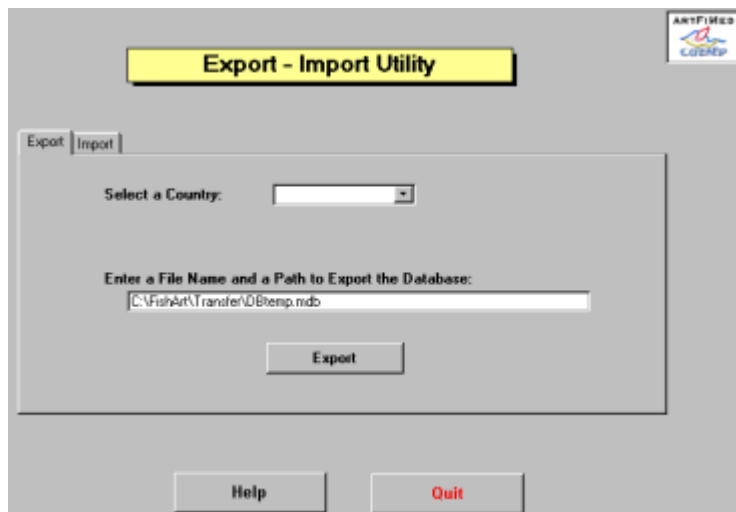 ARTFIMED
COPEMED
Export - Import Utility
Export
Import
Select a Country:
Enter a File Name and a Path to Export the Database:
C:\FishArt\Transfer\DBtemp.mdb
Export
Help
Quit